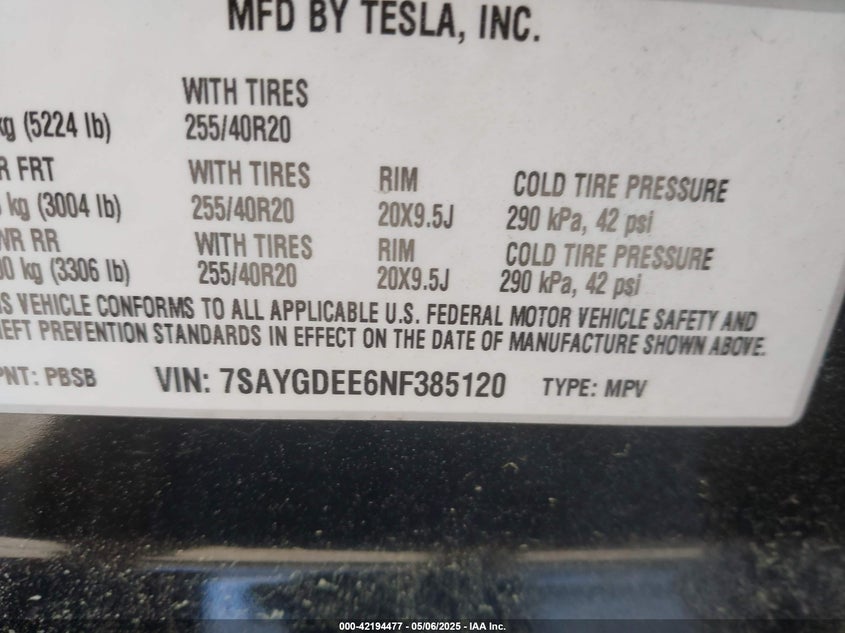 MFD BY TESLA, INC.
WITH TIRES
kg (5224 lb) 255/40R20
R FRT WITH TIRES RIM COLD TIRE PRESSURE
kg (3004 lb) 255/40R20 20X9.5J 290 kPa, 42 psi
WR RR WITH TIRES RIM COLD TIRE PRESSURE
00 kg (3306 lb) 255/40R20 20X9.5J 290 kPa, 42 psi
IS VEHICLE CONFORMS TO ALL APPLICABLE U.S. FEDERAL MOTOR VEHICLE SAFETY AND
HEFT PREVENTION STANDARDS IN EFFECT ON THE DATE OF MANUFACTURE SHOWN ABOVE.
PNT: PBSB VIN: 7SAYGDEE6NF385120 TYPE: MPV
000-42194477 — 05/06/2025 — IAA Inc.